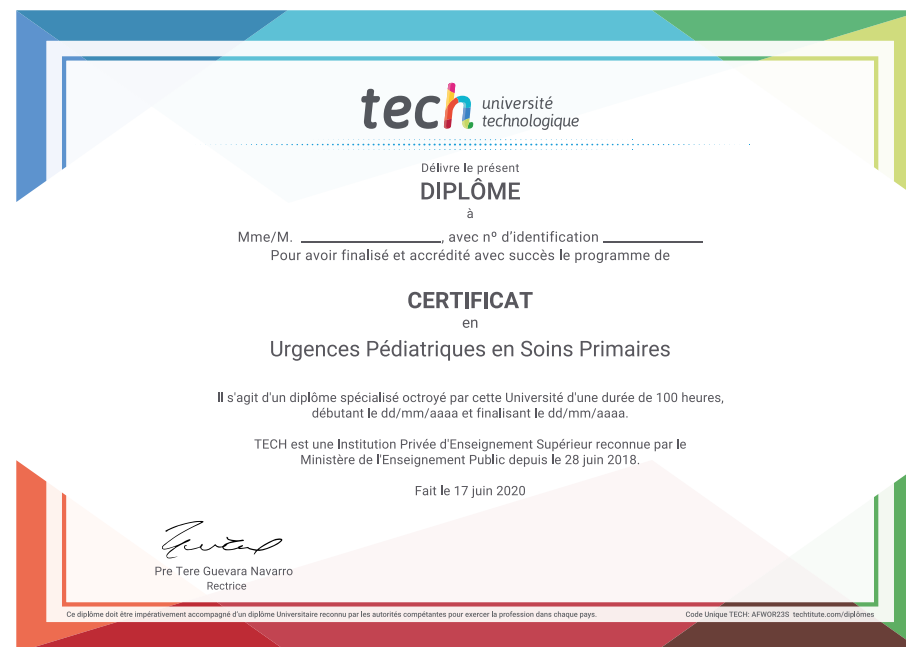 tech université
technologique
Délivre le présent
DIPLÔME
à
Mme/M. ____________________, avec nº d'identification ______________
Pour avoir finalisé et accrédité avec succès le programme de
CERTIFICAT
en
Urgences Pédiatriques en Soins Primaires
Il s'agit d'un diplôme spécialisé octroyé par cette Université d'une durée de 100 heures,
débutant le dd/mm/aaaa et finalisant le dd/mm/aaaa.
TECH est une Institution Privée d'Enseignement Supérieur reconnue par le
Ministère de l'Enseignement Public depuis le 28 juin 2018.
Fait le 17 juin 2020
Pre Tere Guevara Navarro
Rectrice
Ce diplôme doit être impérativement accompagné d'un diplôme Universitaire reconnu par les autorités compétantes pour exercer la profession dans chaque pays.
Code Unique TECH: AFWOR23S techtitute.com/diplômes